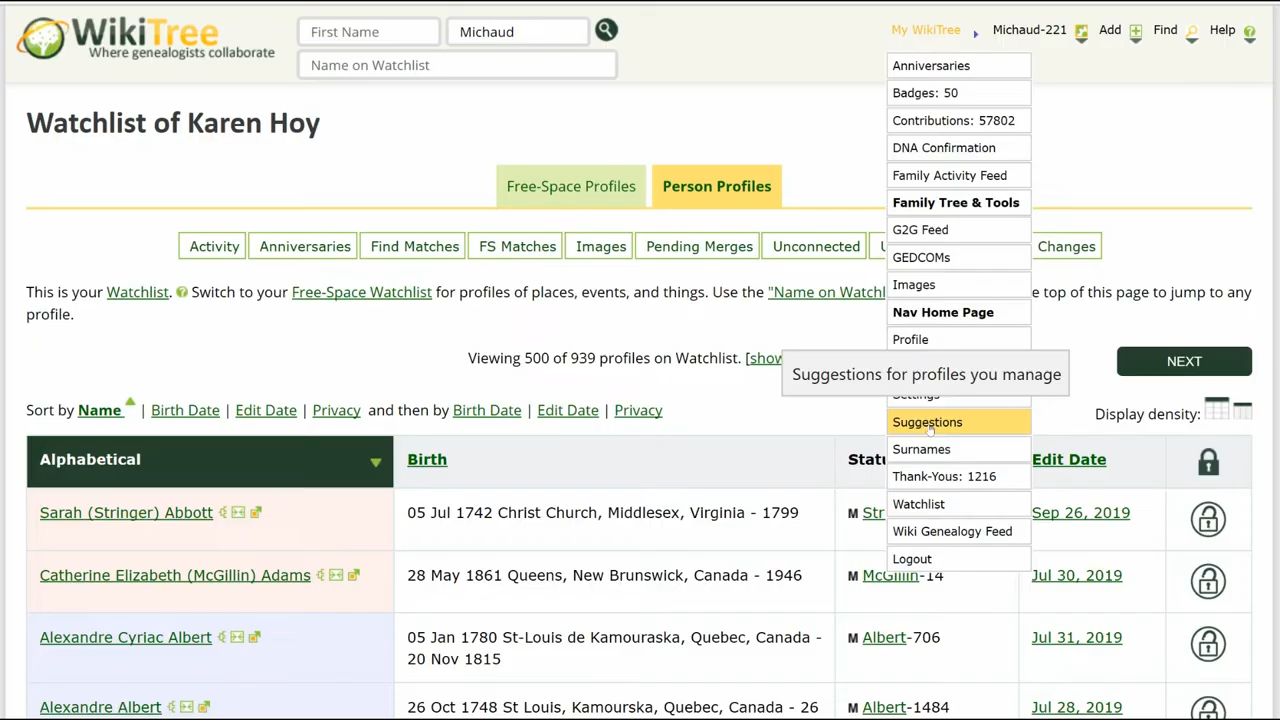 WikiTree
Where genealogists collaborate
First Name
Michaud
Name on Watchlist
My WikiTree
Michaud-221
Add
Find
Help
Anniversaries
Badges: 50
Contributions: 57802
DNA Confirmation
Family Activity Feed
Family Tree & Tools
G2G Feed
GEDCOMs
Images
Nav Home Page
Profile
Suggestions for profiles you manage
Settings
Suggestions
Surnames
Thank-Yous: 1216
Watchlist
Wiki Genealogy Feed
Logout
Watchlist of Karen Hoy
Free-Space Profiles
Person Profiles
Activity
Anniversaries
Find Matches
FS Matches
Images
Pending Merges
Unconnected
Changes
This is your Watchlist. Switch to your Free-Space Watchlist for profiles of places, events, and things. Use the "Name on Watchl e top of this page to jump to any
profile.
Viewing 500 of 939 profiles on Watchlist. [show
NEXT
Sort by Name | Birth Date | Edit Date | Privacy and then by Birth Date | Edit Date | Privacy
Display density:
Alphabetical Birth Statu Edit Date
Sarah (Stringer) Abbott 05 Jul 1742 Christ Church, Middlesex, Virginia - 1799 M Str Sep 26, 2019
Catherine Elizabeth (McGillin) Adams 28 May 1861 Queens, New Brunswick, Canada - 1946 M McGillin-14 Jul 30, 2019
Alexandre Cyriac Albert 05 Jan 1780 St-Louis de Kamouraska, Quebec, Canada - M Albert-706 Jul 31, 2019
20 Nov 1815
Alexandre Albert 26 Oct 1748 St Louis, Kamourska, Quebec, Canada - 26 M Albert-1484 Jul 28, 2019